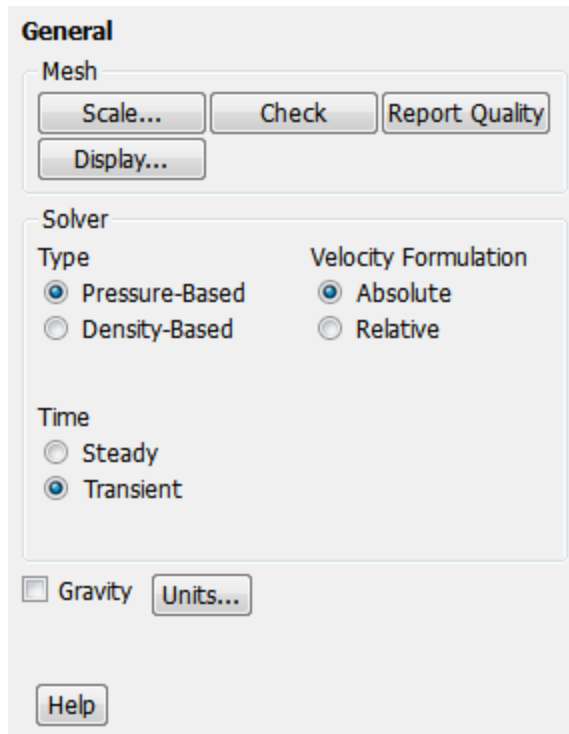 General
Mesh
Scale... Check Report Quality
Display...
Solver
Type Velocity Formulation
Pressure-Based Absolute
Density-Based Relative
Time
Steady
Transient
Gravity Units...
Help